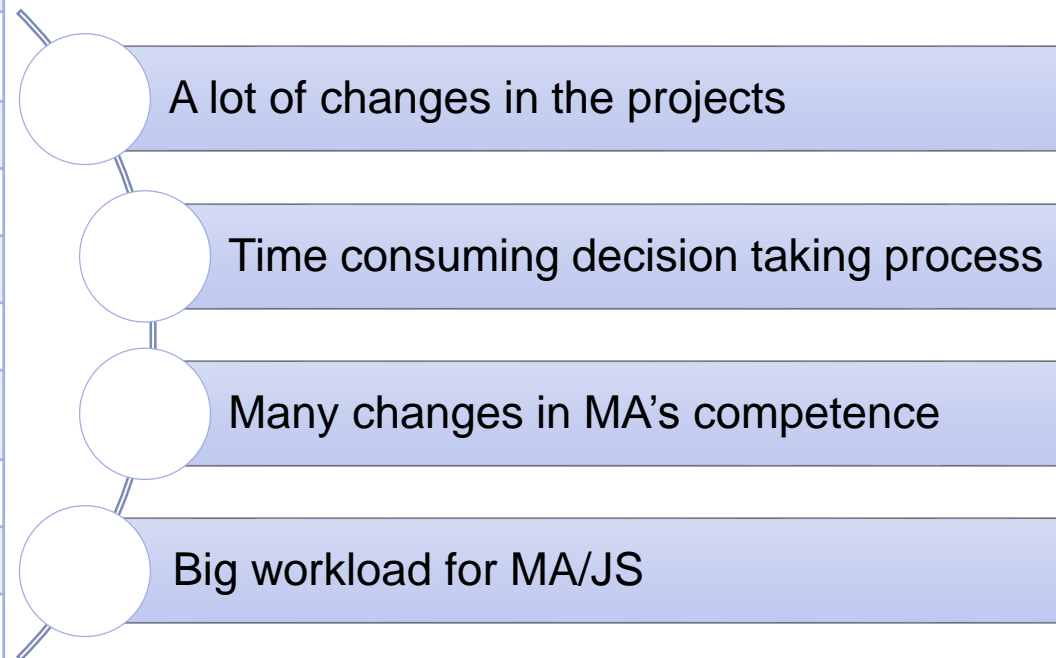 A lot of changes in the projects
Time consuming decision taking process
Many changes in MA's competence
Big workload for MA/JS